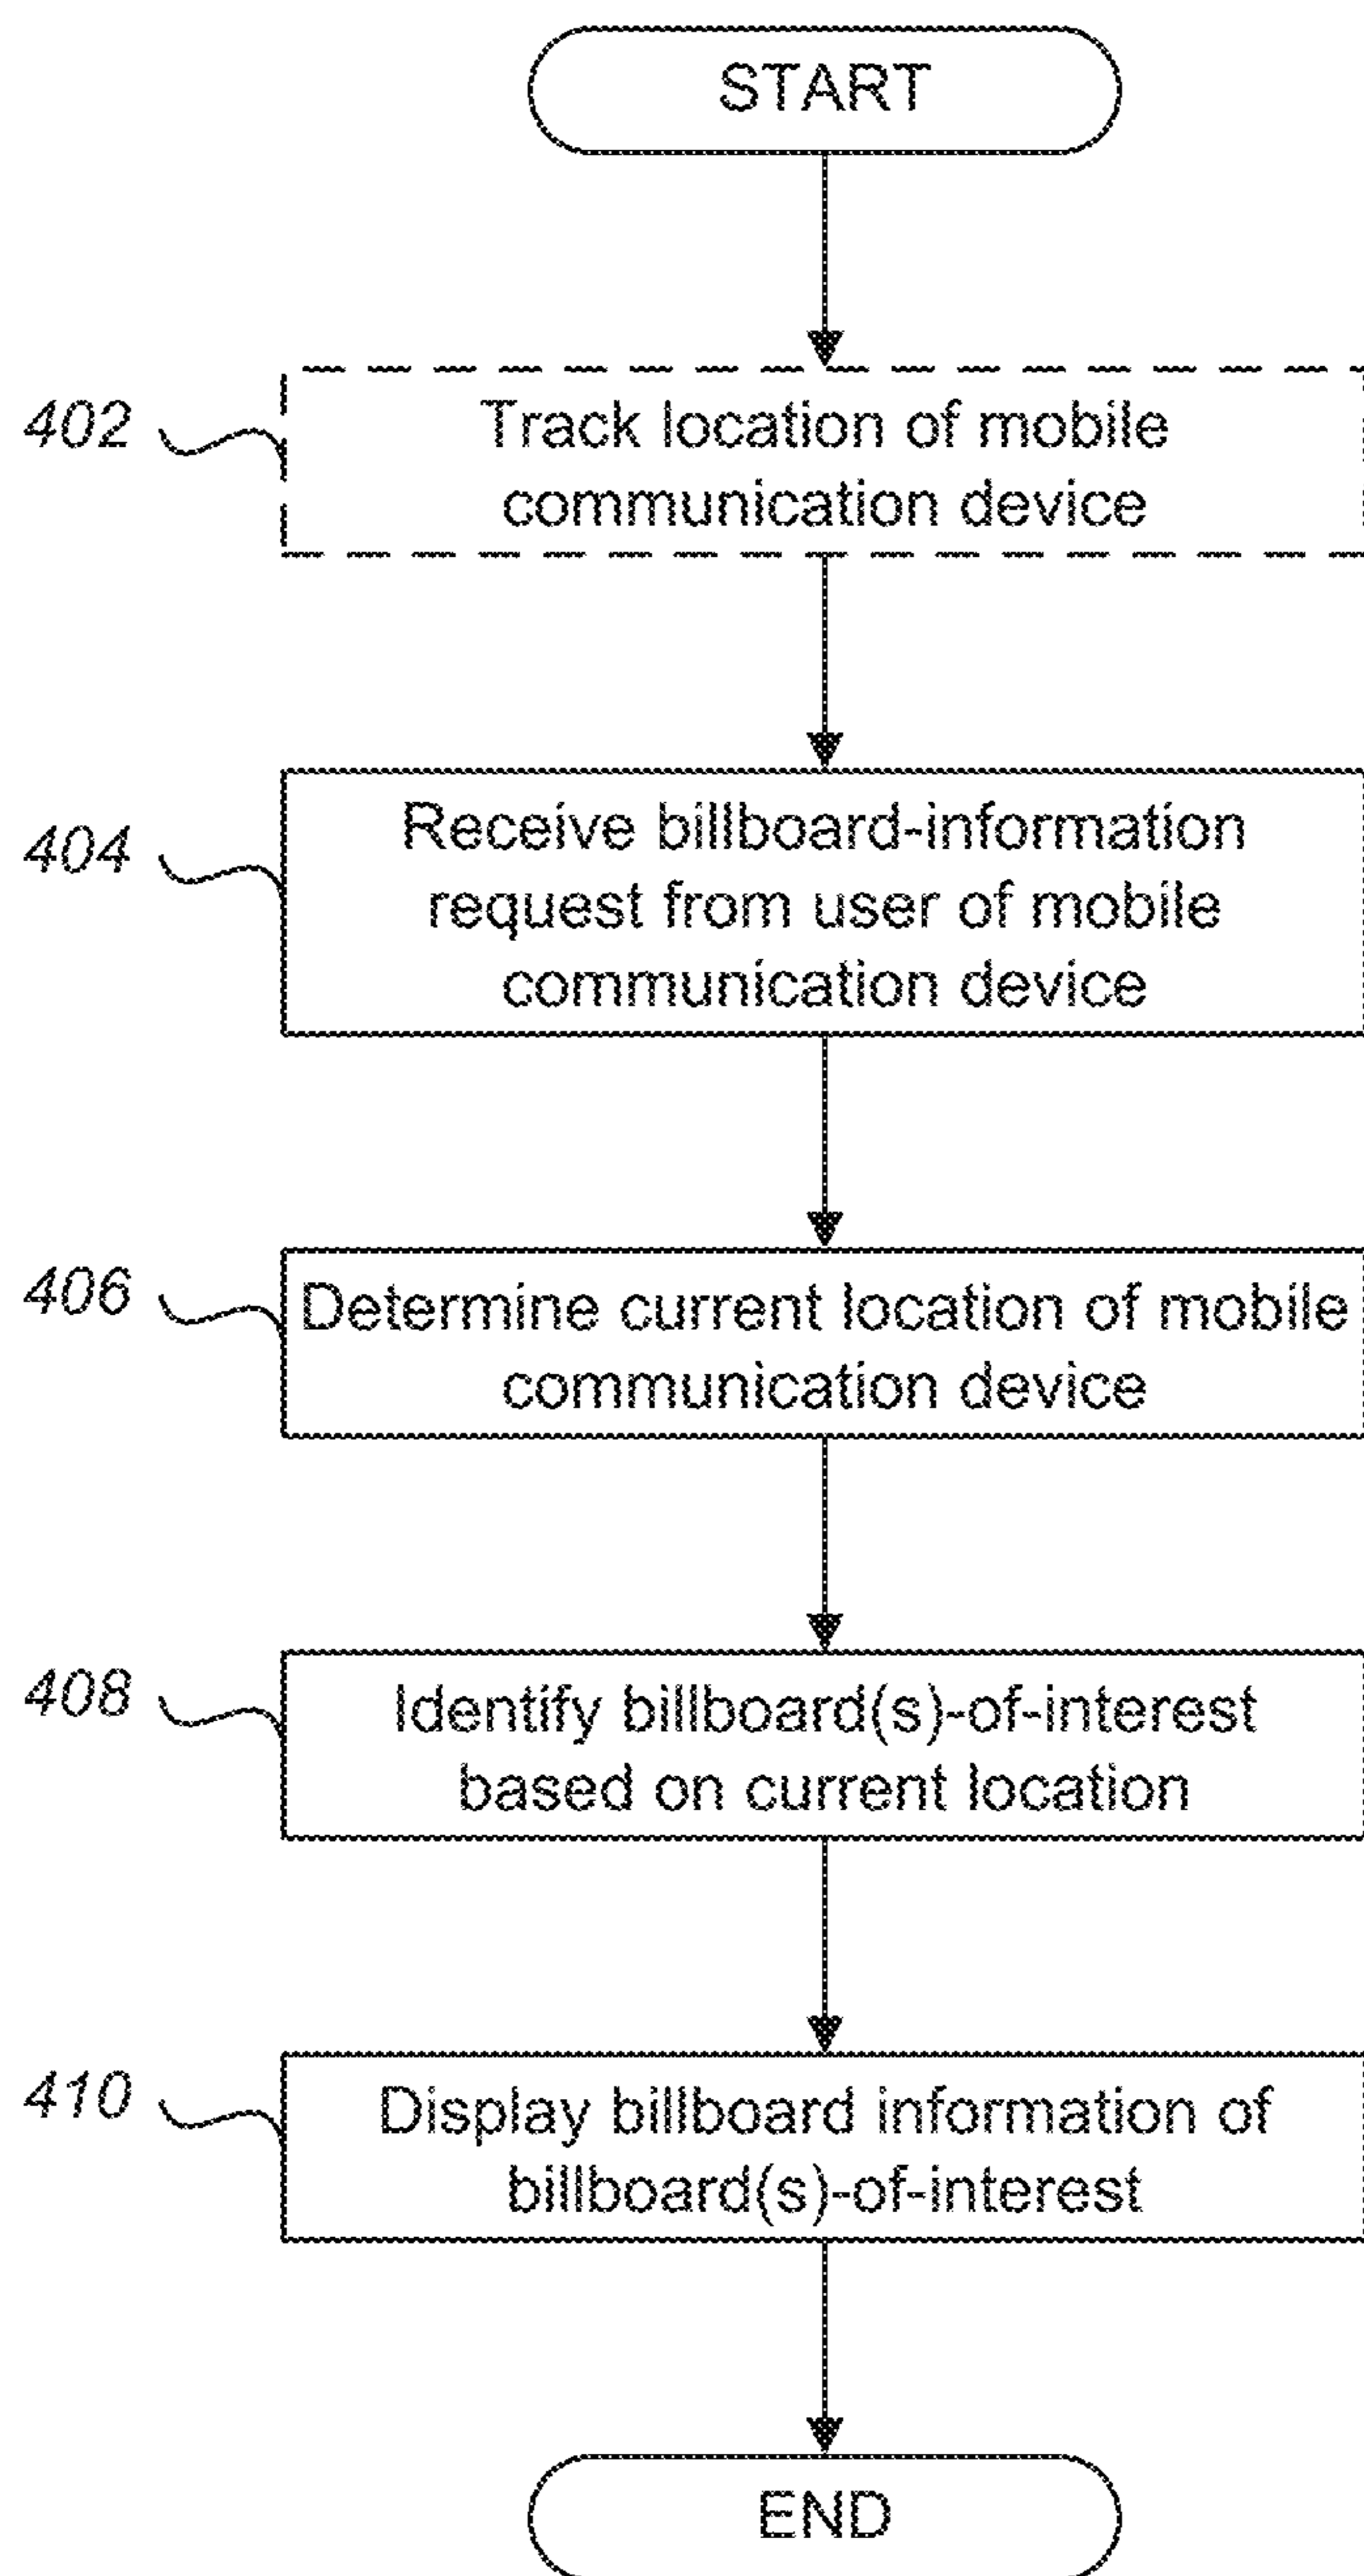 START
402
Track location of mobile
communication device
404
Receive billboard-information
request from user of mobile
communication device
406
Determine current location of mobile
communication device
408
Identify billboard(s)-of-interest
based on current location
410
Display billboard information of
billboard(s)-of-interest
END